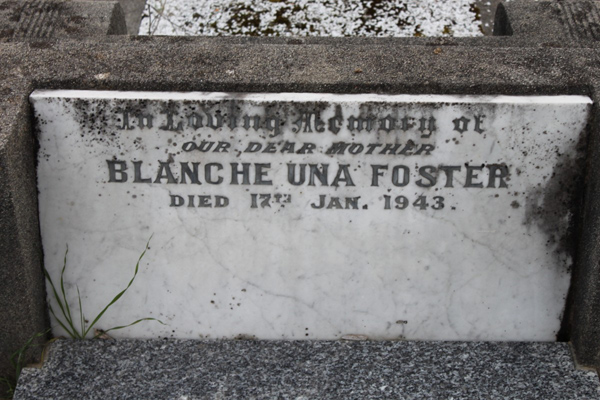 In Loving Memory of
OUR DEAR MOTHER
BLANCHE UNA FOSTER
DIED 17TH JAN. 1943.